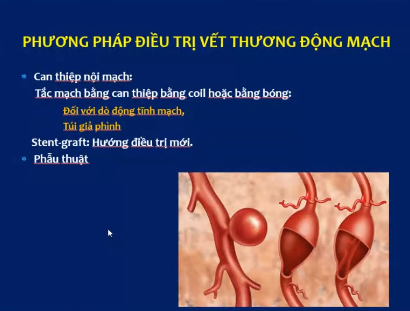 PHƯƠNG PHÁP ĐIỀU TRỊ VẾT THƯƠNG ĐỘNG MẠCH
Can thiệp nội mạch:
Tắc mạch bằng can thiệp bằng coil hoặc bằng bóng:
Đối với dò động tĩnh mạch,
Túi giả phình
Stent-graft: Hướng điều trị mới.
Phẫu thuật